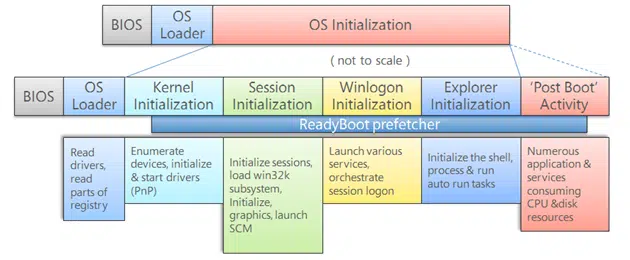 BIOS
OS
Loader
OS Initialization
( not to scale )
BIOS
OS
Loader
Kernel
Initialization
Session
Initialization
Winlogon
Initialization
Explorer
Initialization
‘Post Boot’
Activity
ReadyBoot prefetcher
Read
drivers,
read
parts of
registry
Enumerate
devices, initialize
& start drivers
(PnP)
Initialize sessions,
load win32k
subsystem,
Initialize,
graphics, launch
SCM
Launch various
services,
orchestrate
session logon
Initialize the shell,
process & run
auto run tasks
Numerous
application &
services
consuming
CPU &disk
resources